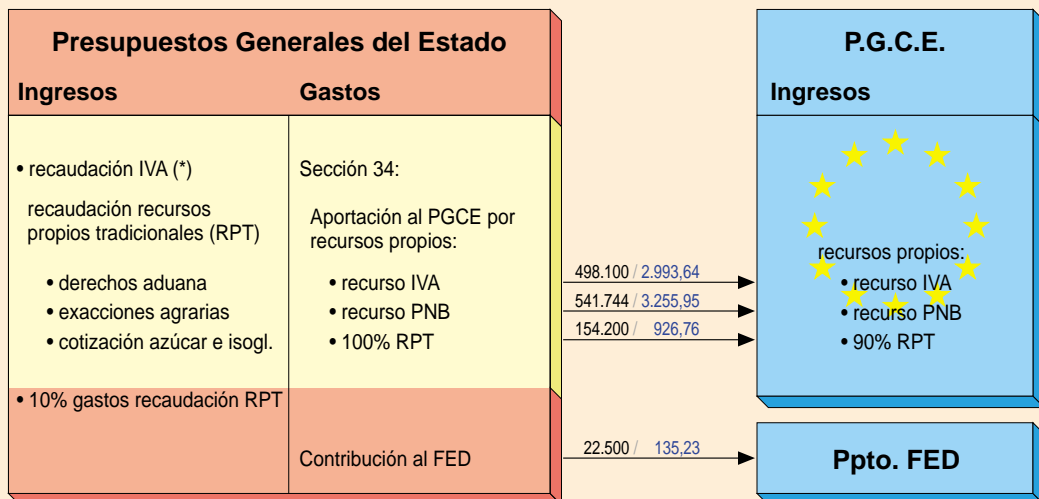 Presupuestos Generales del Estado
Ingresos
Gastos
• recaudación IVA (*)
recaudación recursos
propios tradicionales (RPT)
• derechos aduana
• exacciones agrarias
• cotización azúcar e isogl.
• 10% gastos recaudación RPT
Sección 34:
Aportación al PGCE por
recursos propios:
• recurso IVA
• recurso PNB
• 100% RPT
Contribución al FED
498.100 / 2.993,64
541.744 / 3.255,95
154.200 / 926,76
22.500 / 135,23
P.G.C.E.
Ingresos
recursos propios:
• recurso IVA
• recurso PNB
• 90% RPT
Ppto. FED